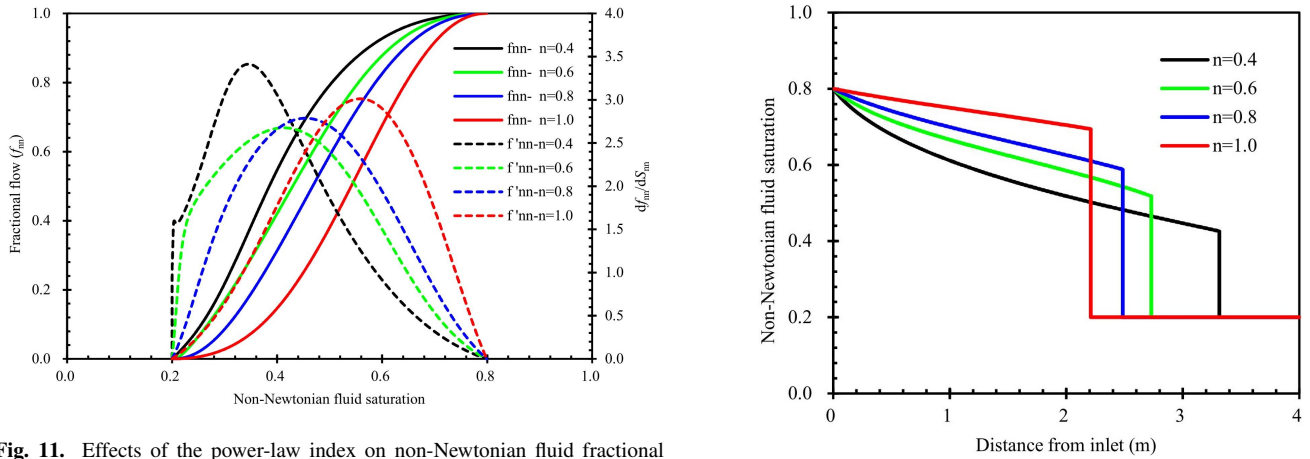 1.0
0.8
0.6
0.4
0.2
0.0
Fractional flow (fnn)
4.0
3.5
3.0
2.5
2.0
1.5
1.0
0.5
0.0
dfnn/dSnn
fnn- n=0.4
fnn- n=0.6
fnn- n=0.8
fnn- n=1.0
f'nn-n=0.4
f'nn-n=0.6
f'nn-n=0.8
f'nn-n=1.0
0.0 0.2 0.4 0.6 0.8 1.0
Non-Newtonian fluid saturation
Fig. 11. Effects of the power-law index on non-Newtonian fluid fractional
1.0
0.8
0.6
0.4
0.2
0.0
Non-Newtonian fluid saturation
n=0.4
n=0.6
n=0.8
n=1.0
0 1 2 3 4
Distance from inlet (m)